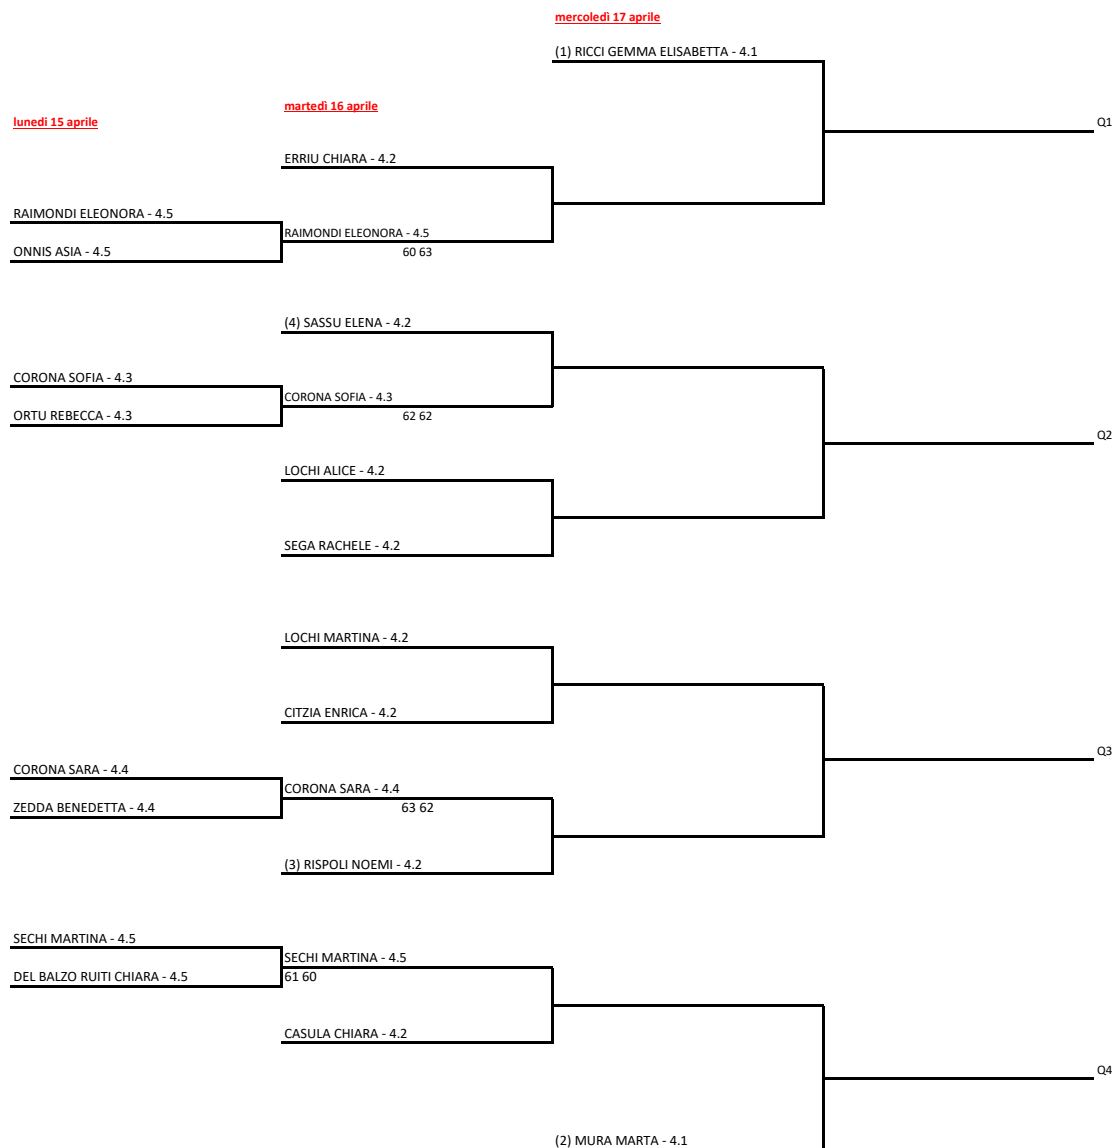 mercoledì 17 aprile
(1) RICCI GEMMA ELISABETTA - 4.1
martedì 16 aprile
lunedì 15 aprile
Q1
ERRIU CHIARA - 4.2
RAIMONDI ELEONORA - 4.5
RAIMONDI ELEONORA - 4.5
ONNIS ASIA - 4.5
60 63
(4) SASSU ELENA - 4.2
CORONA SOFIA - 4.3
CORONA SOFIA - 4.3
ORTU REBECCA - 4.3
62 62
Q2
LOCHI ALICE - 4.2
SEGA RACHELE - 4.2
LOCHI MARTINA - 4.2
CITZIA ENRICA - 4.2
Q3
CORONA SARA - 4.4
CORONA SARA - 4.4
ZEDDA BENEDETTA - 4.4
63 62
(3) RISPOLI NOEMI - 4.2
SECHI MARTINA - 4.5
SECHI MARTINA - 4.5
DEL BALZO RUITI CHIARA - 4.5
61 60
CASULA CHIARA - 4.2
Q4
(2) MURA MARTA - 4.1